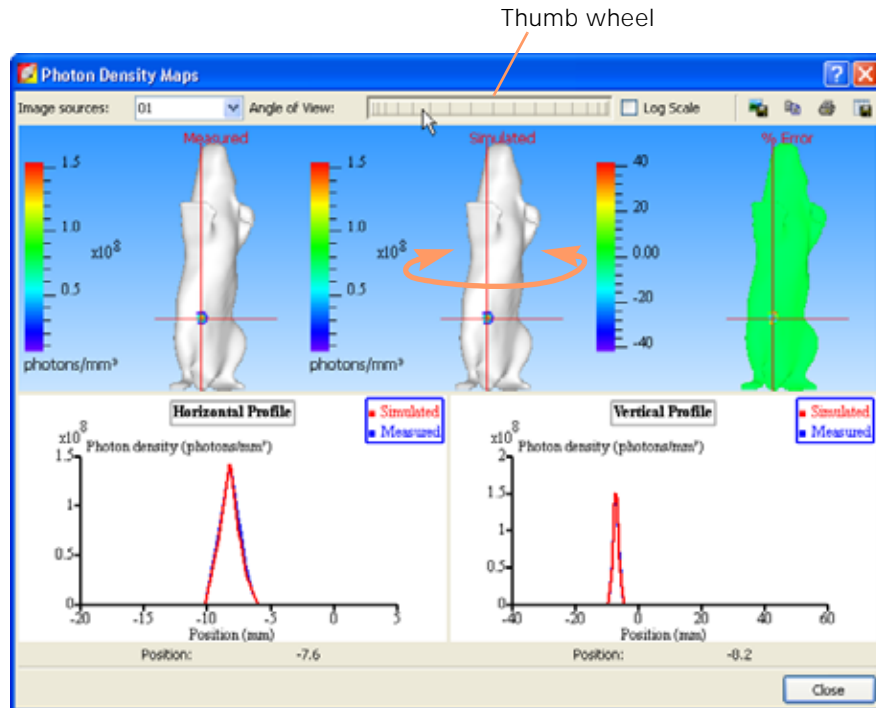 Thumb wheel
Photon Density Maps
Image sources: 01 Angle of View: Log Scale
Measured Simulated % Error
1.5 1.5 40
20
1.0 1.0
x10⁸ x10⁸ 0.00
0.5 0.5 -20
-40
photons/mm³ photons/mm³
Horizontal Profile Simulated Measured
x10⁸ Photon density (photons/mm²)
1.5
1
0.5
0
-20 -15 -10 -5 0 5
Position (mm)
Position: -7.6
Vertical Profile Simulated Measured
x10⁸ Photon density (photons/mm²)
2
1.5
1
0.5
0
-40 -20 0 20 40 60
Position (mm)
Position: -8.2
Close